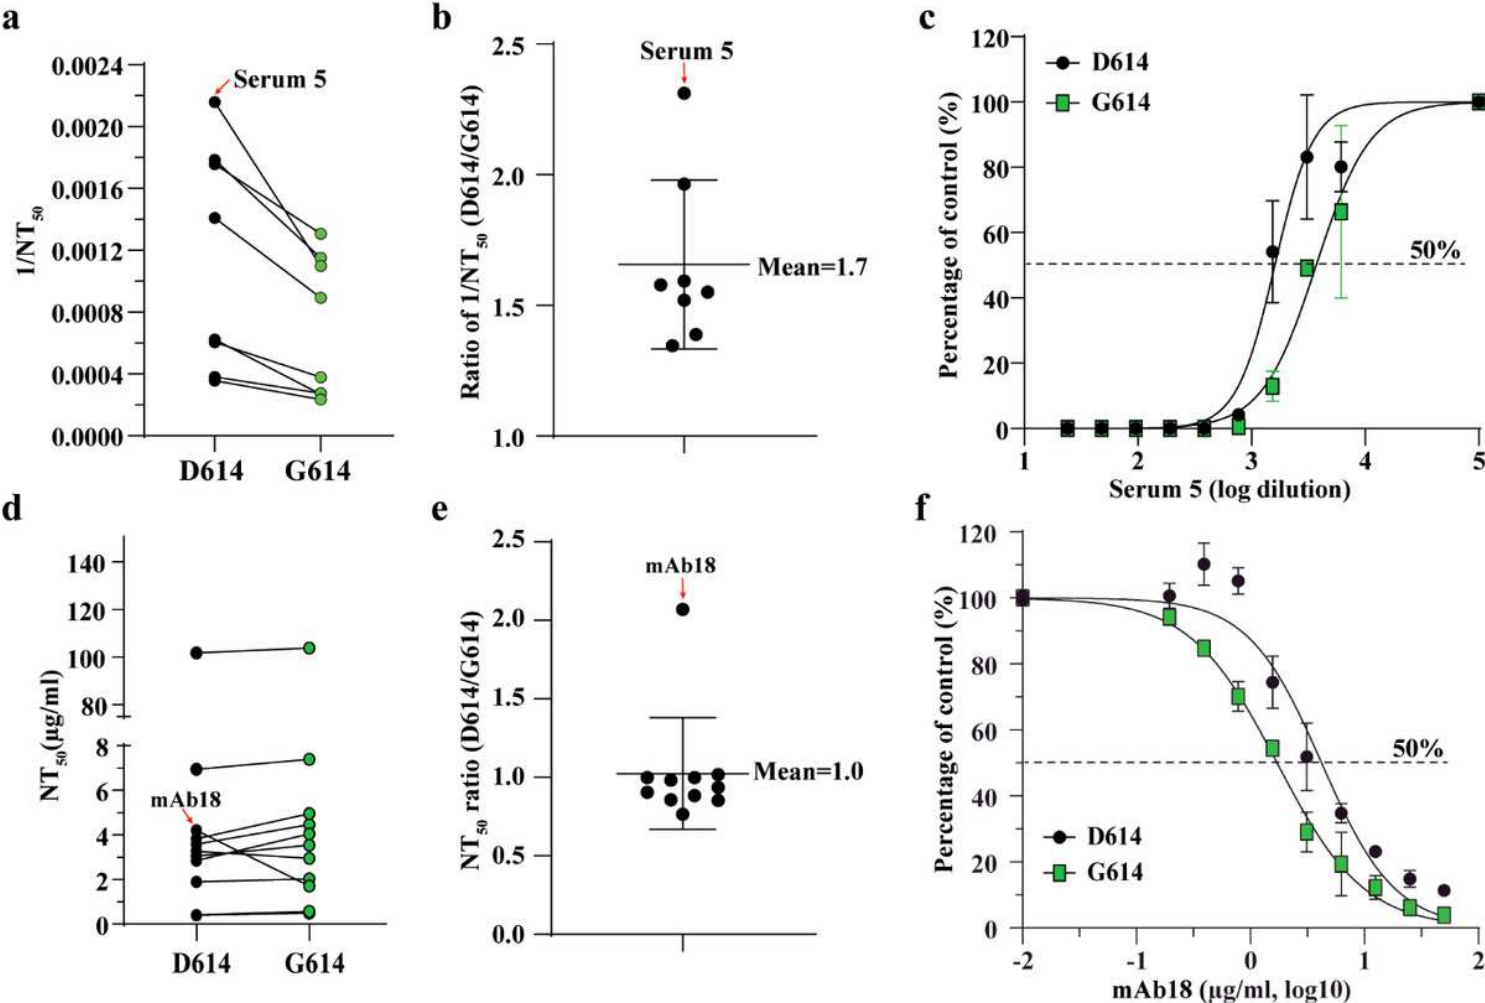 a
0.0024
0.0020
0.0016
0.0012
0.0008
0.0004
0.0000
1/NT50
Serum 5
D614 G614
b
2.5
2.0
1.5
1.0
Ratio of 1/NT50 (D614/G614)
Serum 5
Mean=1.7
c
120
100
80
60
40
20
0
Percentage of control (%)
D614
G614
50%
1 2 3 4 5
Serum 5 (log dilution)
d
140
120
100
80
8
6
4
2
0
NT50(µg/ml)
mAb18
D614 G614
e
2.5
2.0
1.5
1.0
0.5
0.0
NT50 ratio (D614/G614)
mAb18
Mean=1.0
f
120
100
80
60
40
20
0
Percentage of control (%)
50%
D614
G614
-2 -1 0 1 2
mAb18 (µg/ml, log10)